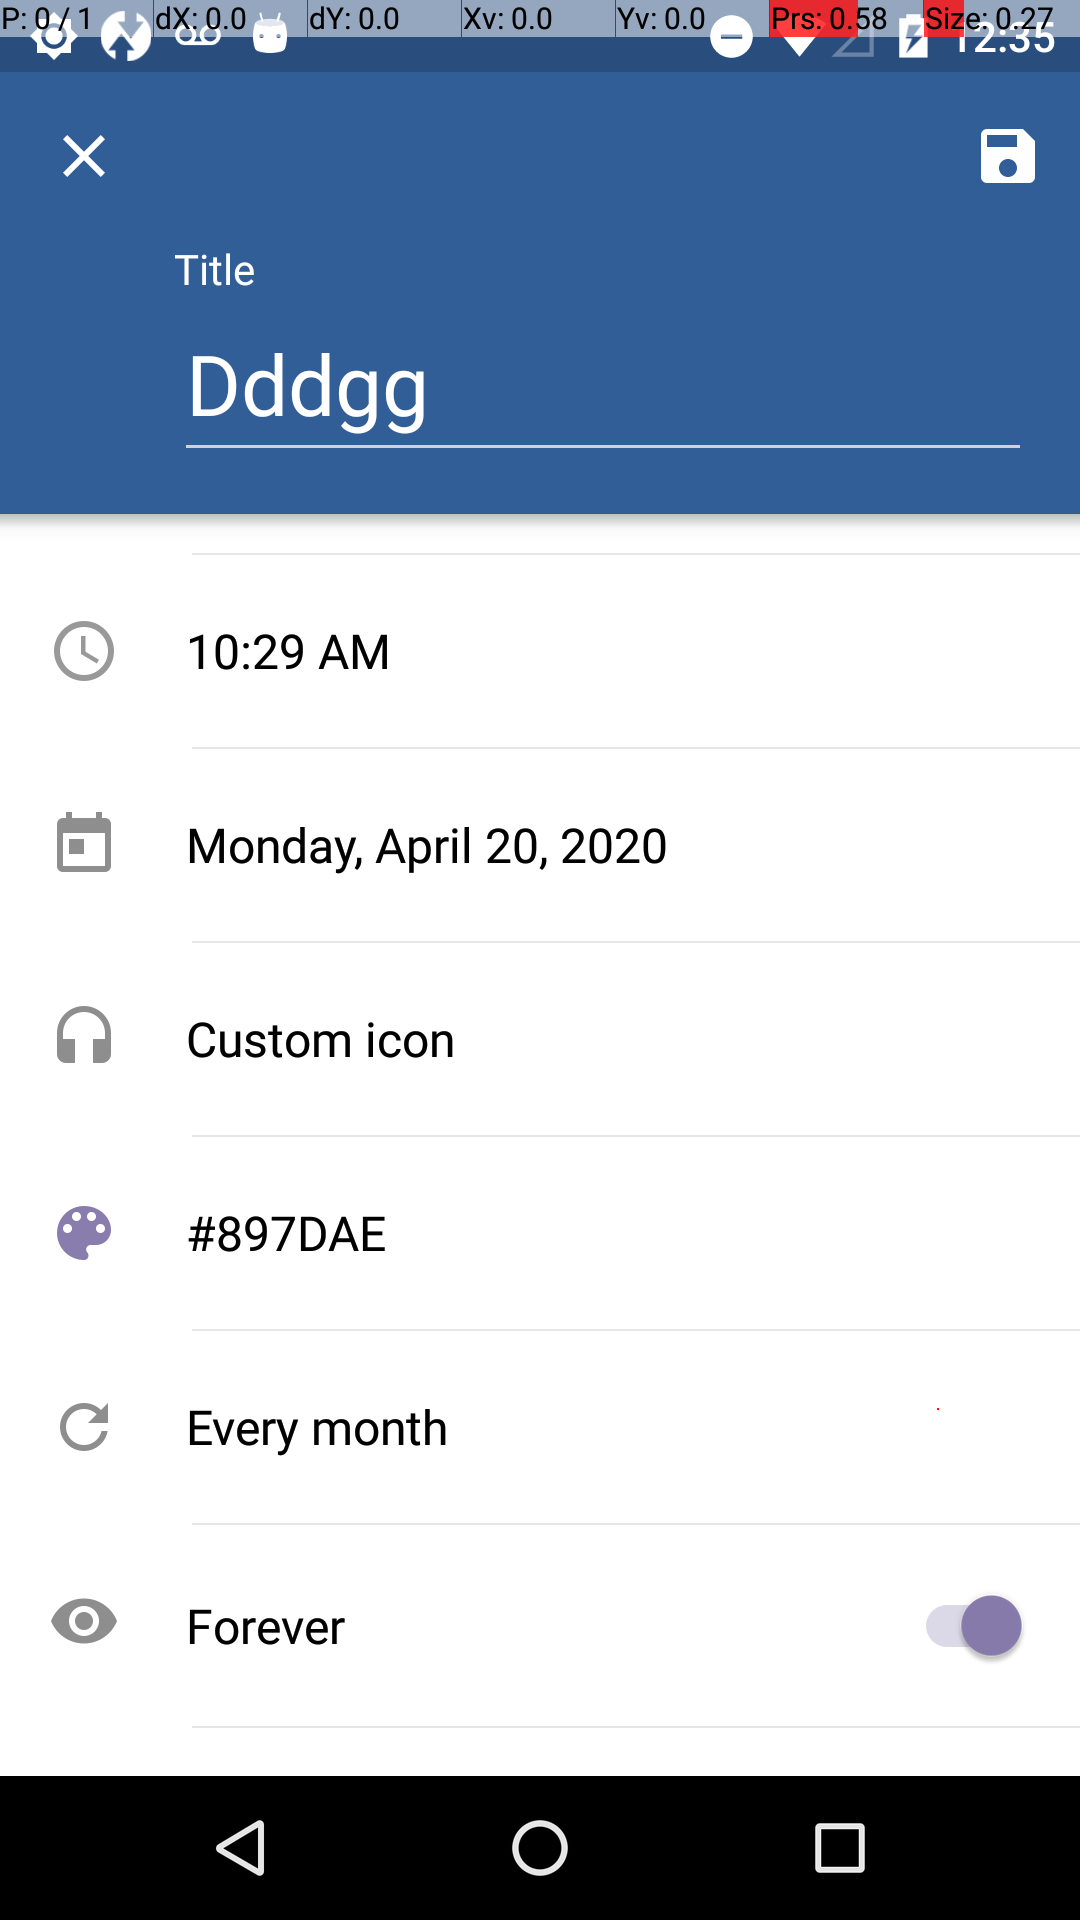 P: 0 / 1 dX: 0.0 dY: 0.0 Xv: 0.0 Yv: 0.0 Prs: 0.58 Size: 0.27
12:35
Title
Dddgg
10:29 AM
Monday, April 20, 2020
Custom icon
#897DAE
Every month
Forever